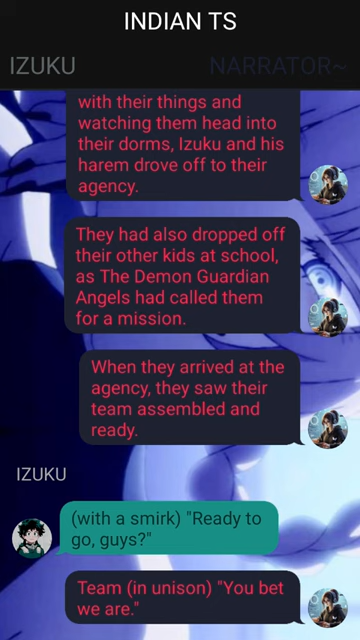 INDIAN TS
IZUKU
NARRATOR~
with their things and
watching them head into
their dorms, Izuku and his
harem drove off to their
agency.
They had also dropped off
their other kids at school,
as The Demon Guardian
Angels had called them
for a mission.
When they arrived at the
agency, they saw their
team assembled and
ready.
IZUKU
(with a smirk) "Ready to
go, guys?"
Team (in unison) "You bet
we are."